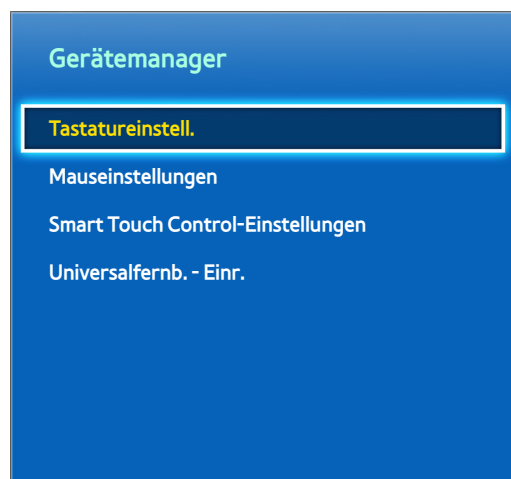 Gerätemanager
Tastatureinstell.
Mauseinstellungen
Smart Touch Control-Einstellungen
Universalfernb. - Einr.